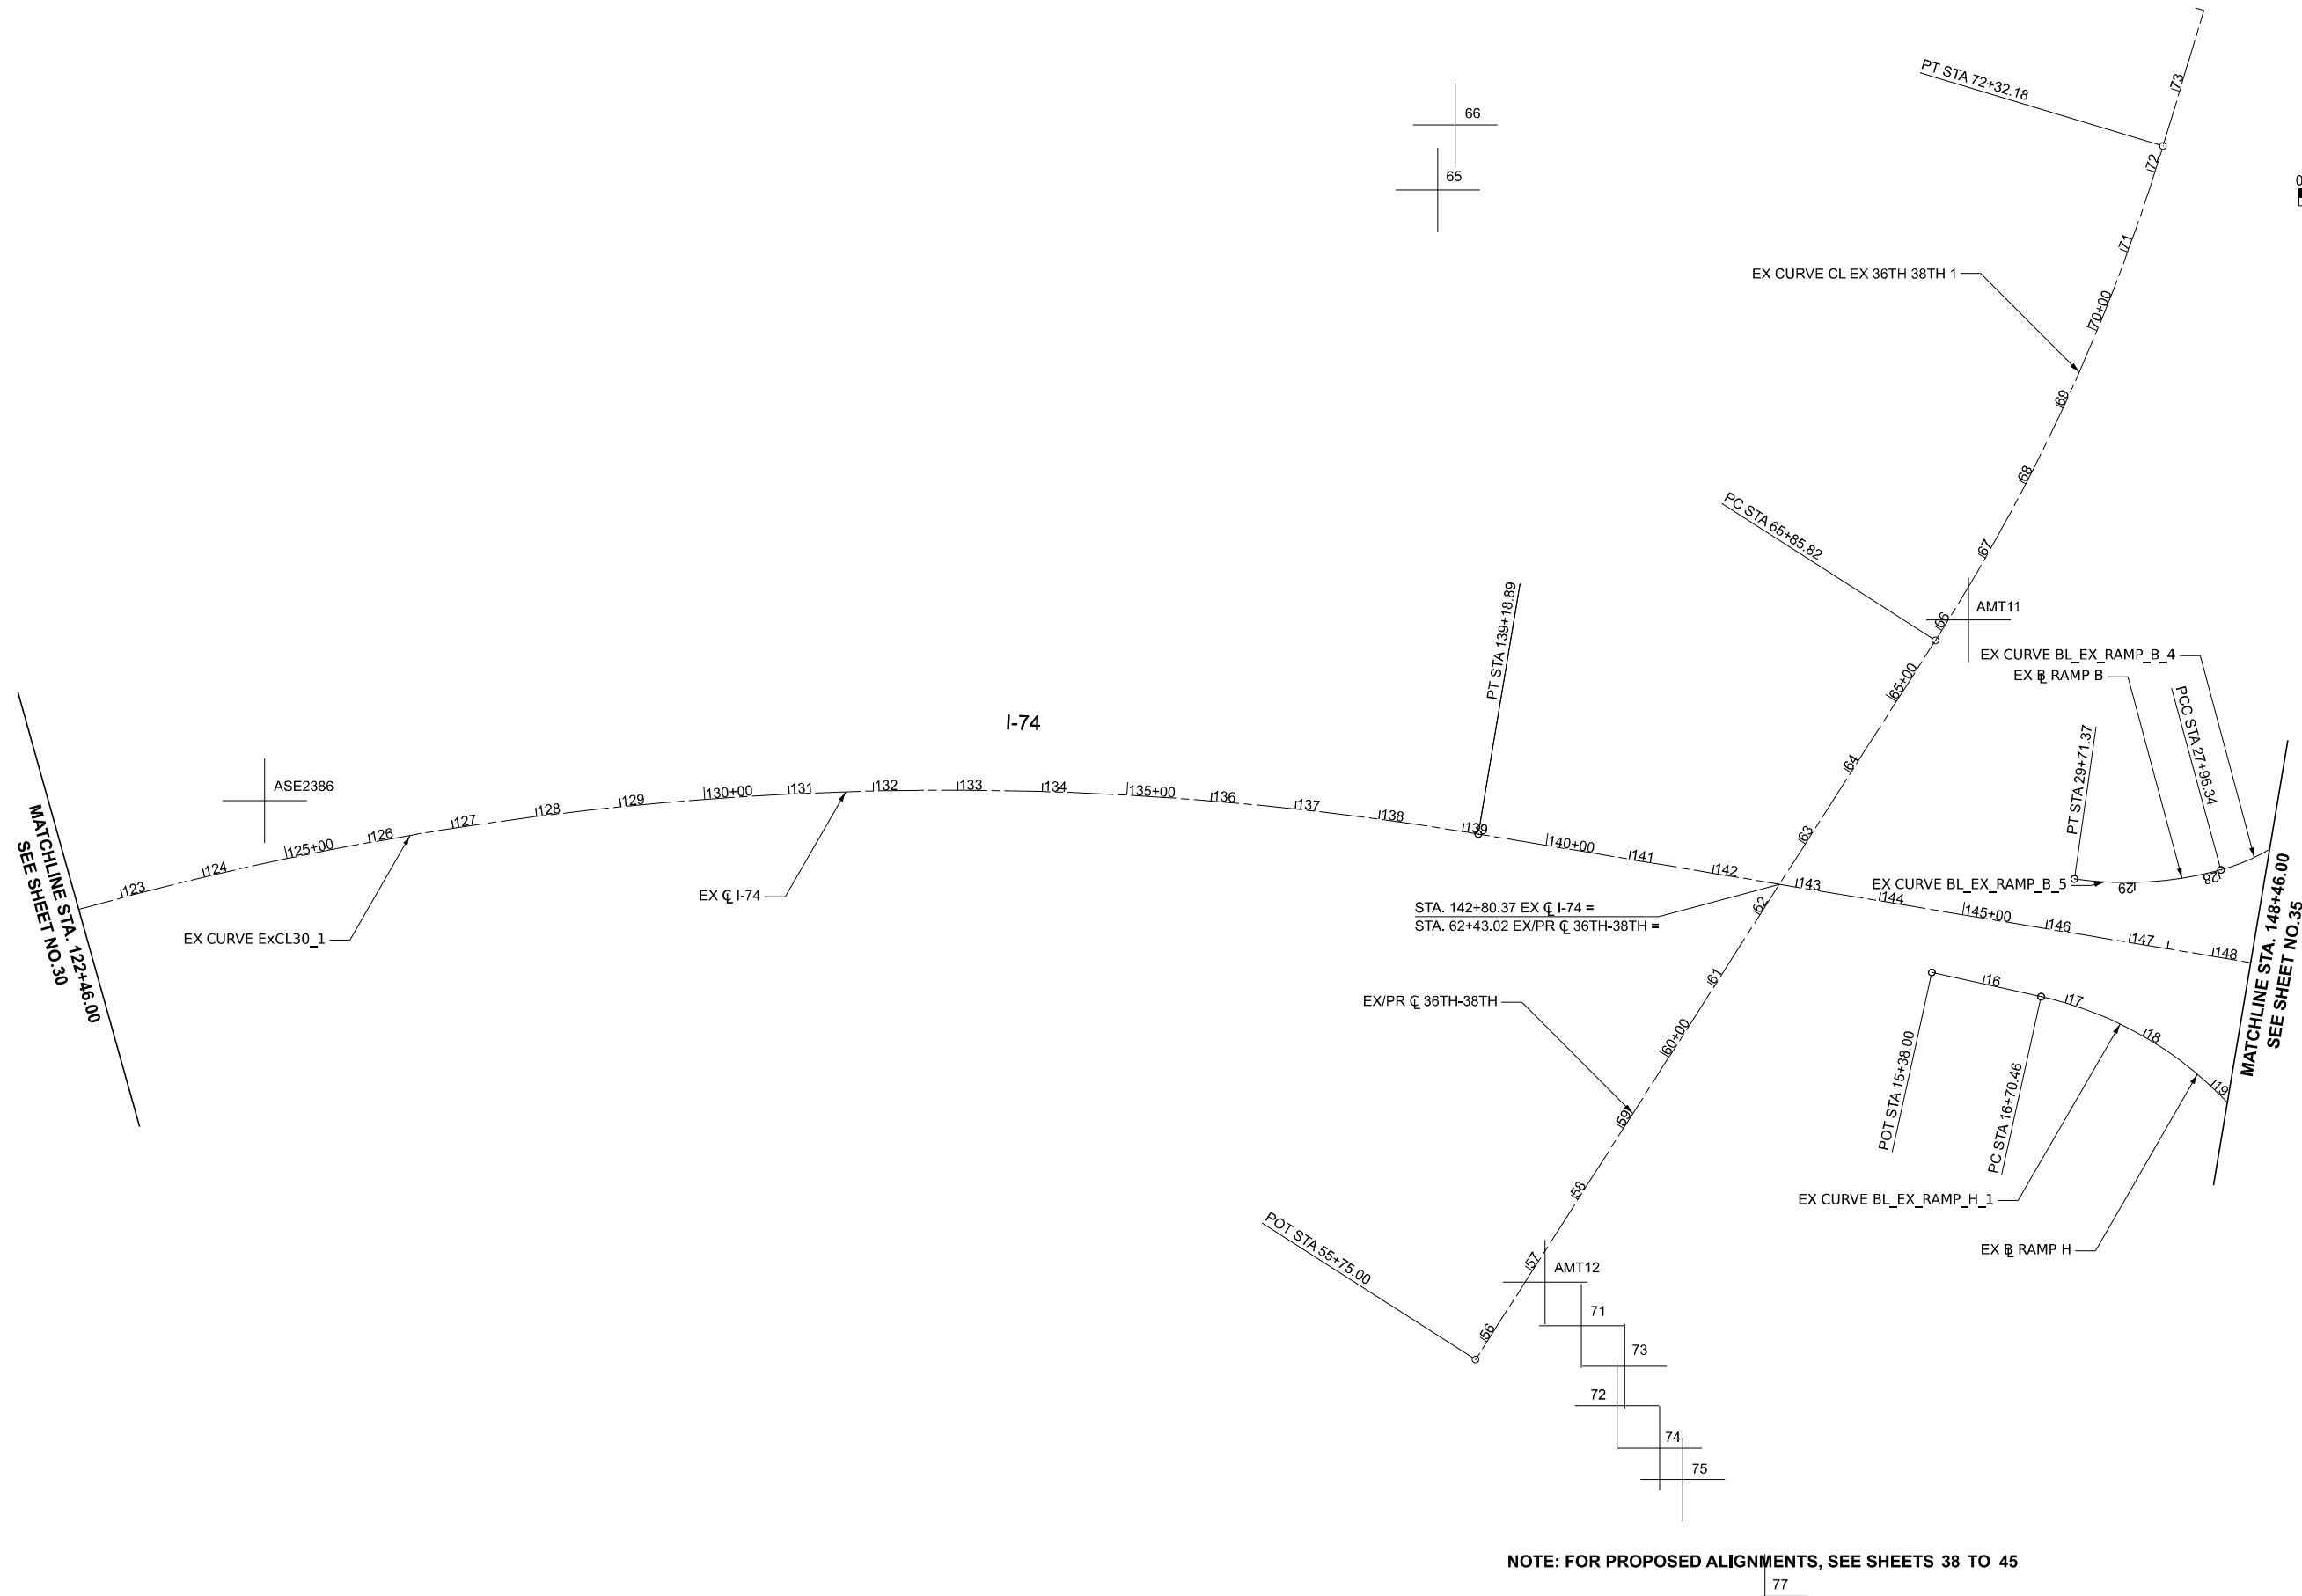 73
PT STA 72+32.18
72
66
65
0
71
EX CURVE CL EX 36TH 38TH 1
70+00
69
68
PC STA 65+85.82
67
AMT11
66
PT STA 139+18.89
EX CURVE BL_EX_RAMP_B_4
EX ℄ RAMP B
65+00
PCC STA 27+96.34
PT STA 29+71.37
I-74
64
ASE2386
123
124
125+00
126
127
128
129
130+00
131
132
133
134
135+00
136
137
138
139
140+00
141
142
143
144
145+00
146
147
148
63
MATCHLINE STA. 122+46.00
SEE SHEET NO.30
EX CURVE ExCL30_1
EX ℄ I-74
EX CURVE BL_EX_RAMP_B_5
29
28
STA. 142+80.37 EX ℄ I-74 =
STA. 62+43.02 EX/PR ℄ 36TH-38TH =
62
MATCHLINE STA. 148+46.00
SEE SHEET NO.35
61
16
17
18
19
EX/PR ℄ 36TH-38TH
60+00
POT STA 15+38.00
PC STA 16+70.46
59
58
EX CURVE BL_EX_RAMP_H_1
EX ℄ RAMP H
POT STA 55+75.00
57
AMT12
56
71
73
72
74
75
NOTE: FOR PROPOSED ALIGNMENTS, SEE SHEETS 38 TO 45
77